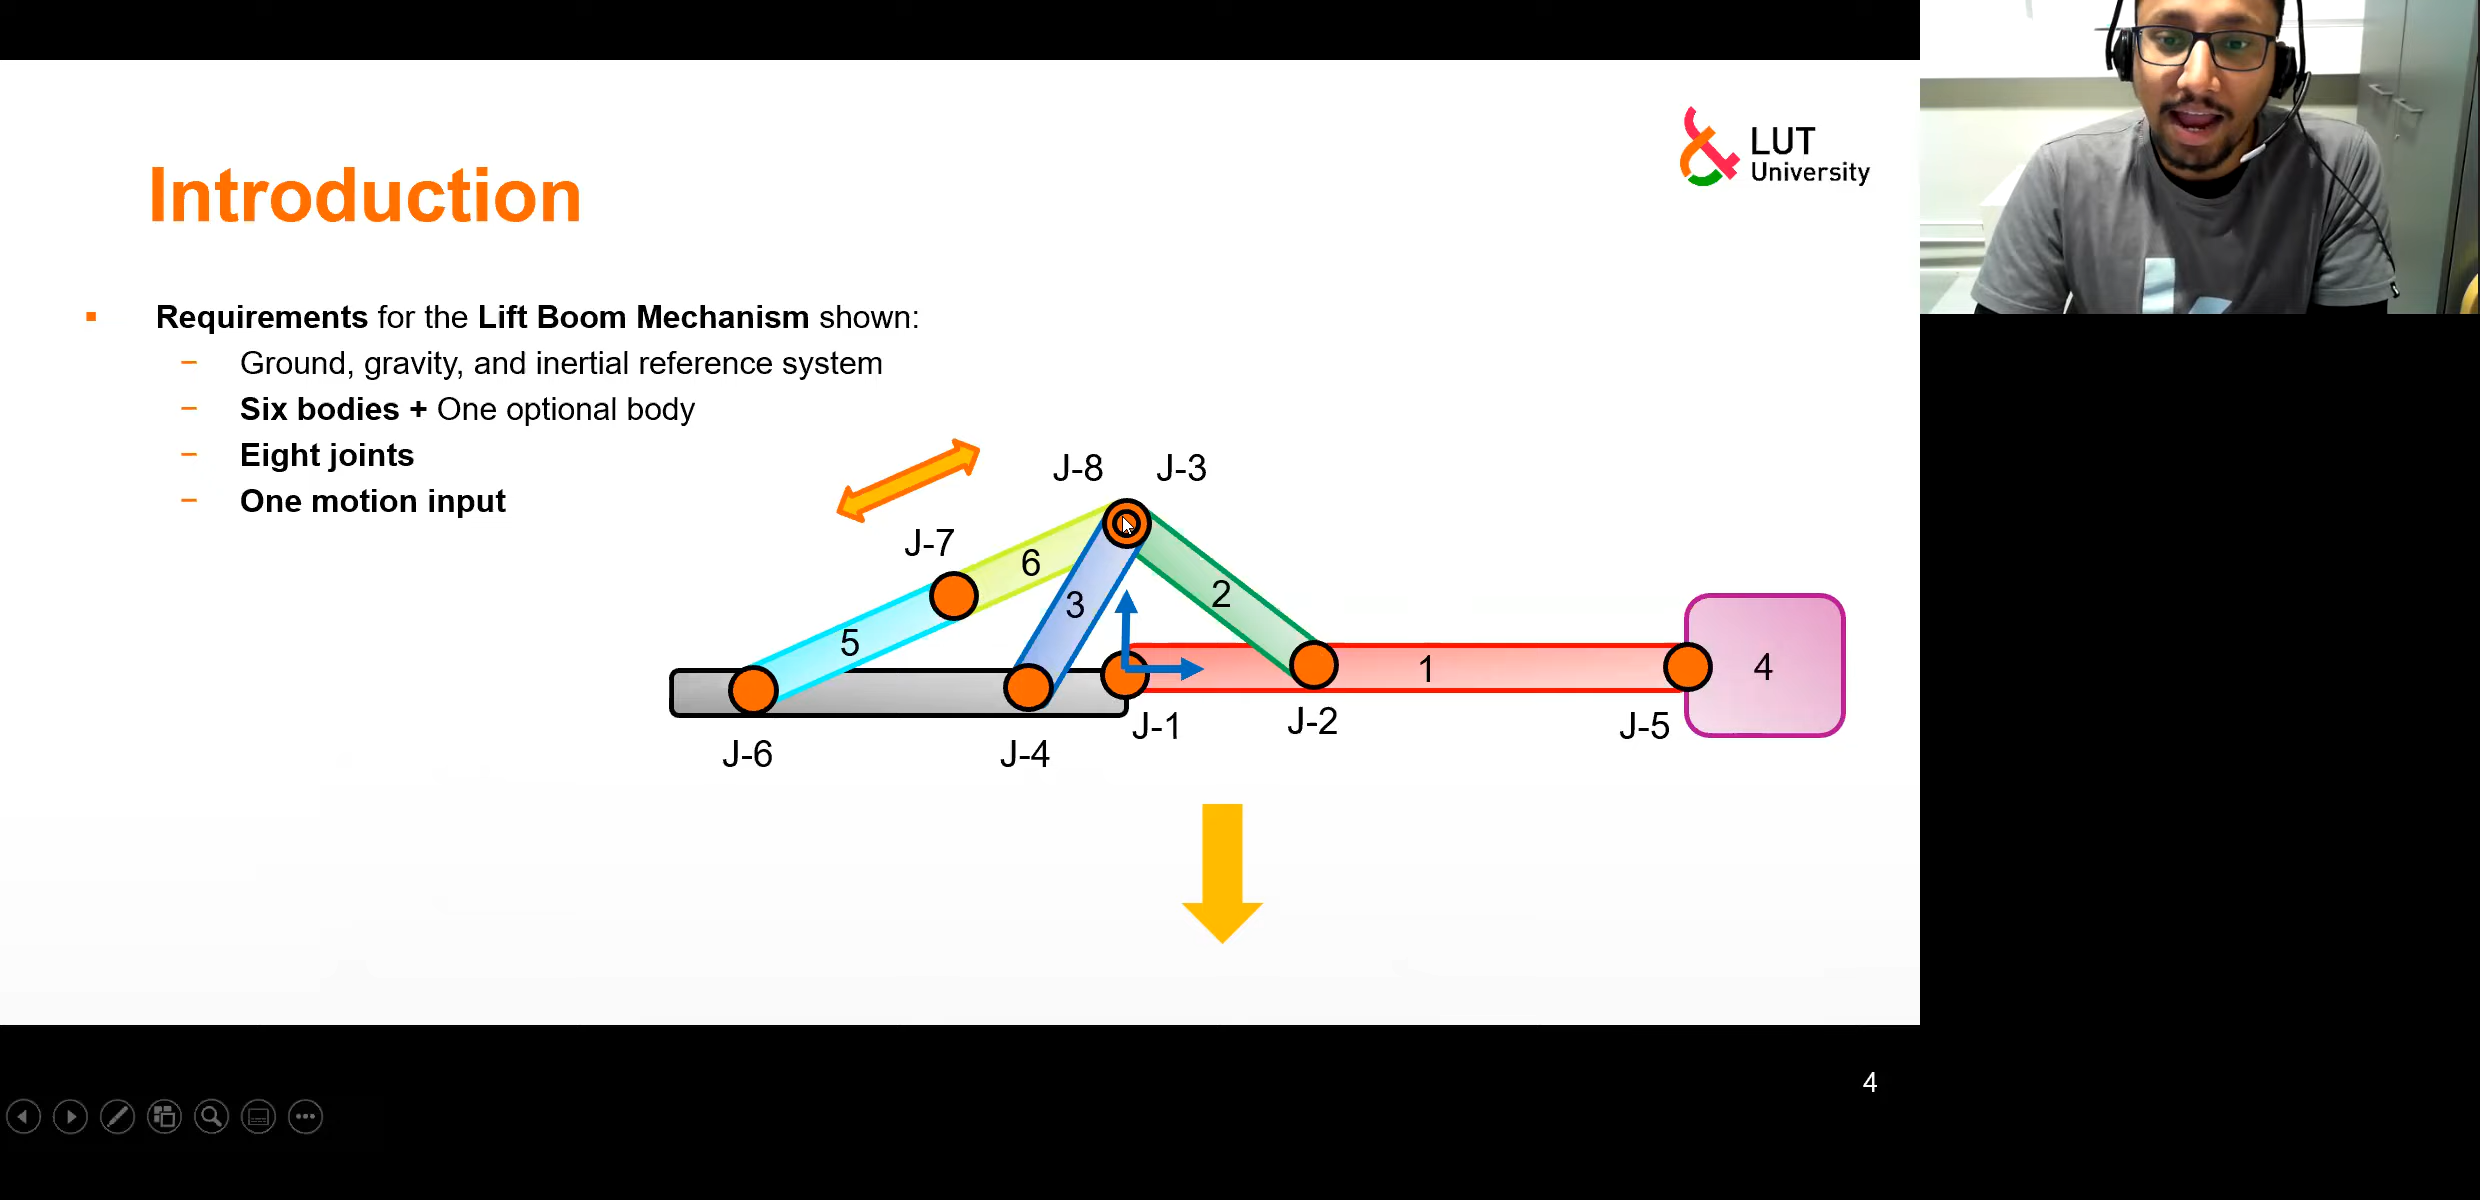 LUT
University
Introduction
▪ Requirements for the Lift Boom Mechanism shown:
– Ground, gravity, and inertial reference system
– Six bodies + One optional body
– Eight joints
– One motion input
J-8 J-3
J-7
6
3
2
5
1
4
J-1
J-2
J-5
J-6
J-4
4